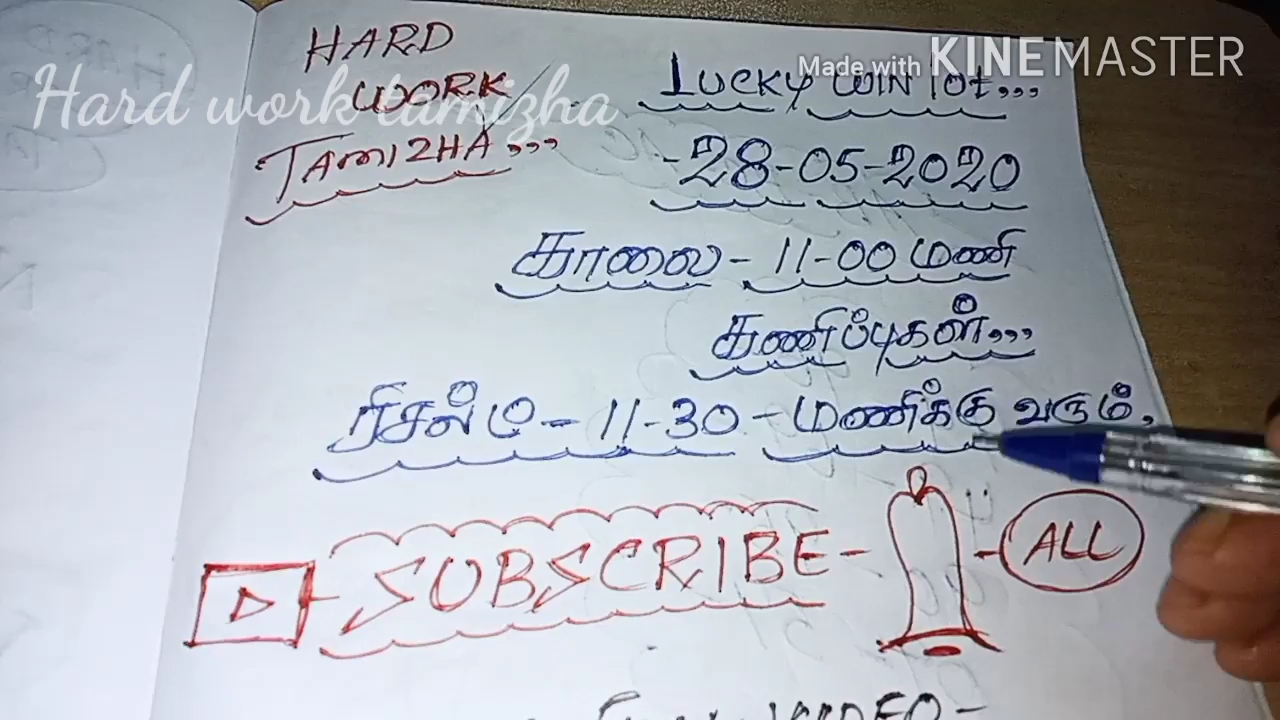 Made with KINEMASTER
Hard work tamizha
HARD
WORK
TAMIZHA,,,
Lucky WIN lot,,,
-28-05-2020
காலை - 11-00 மணி
கணிப்புகள்,,,
ரிசல்ட் - 11-30 - மணிக்கு வரும்,
SUBSCRIBE - - ALL
VIDEO -